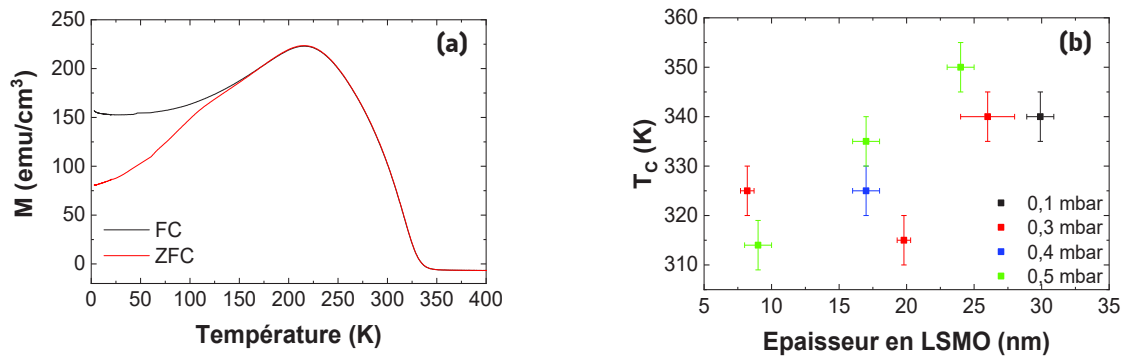 (a)
M (emu/cm³)
250
200
150
100
50
0
FC
ZFC
0 50 100 150 200 250 300 350 400
Température (K)
(b)
T_C (K)
360
350
340
330
320
310
0,1 mbar
0,3 mbar
0,4 mbar
0,5 mbar
5 10 15 20 25 30 35
Epaisseur en LSMO (nm)